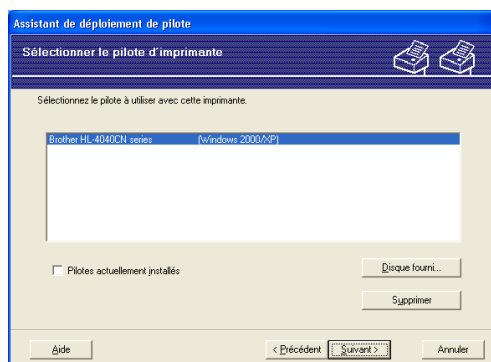 Assistant de déploiement de pilote
Sélectionner le pilote d'imprimante
Sélectionnez le pilote à utiliser avec cette imprimante.
Brother HL-4040CN series (Windows 2000/XP)
Pilotes actuellement installés
Disque fourni...
Supprimer
Aide < Précédent Suivant > Annuler